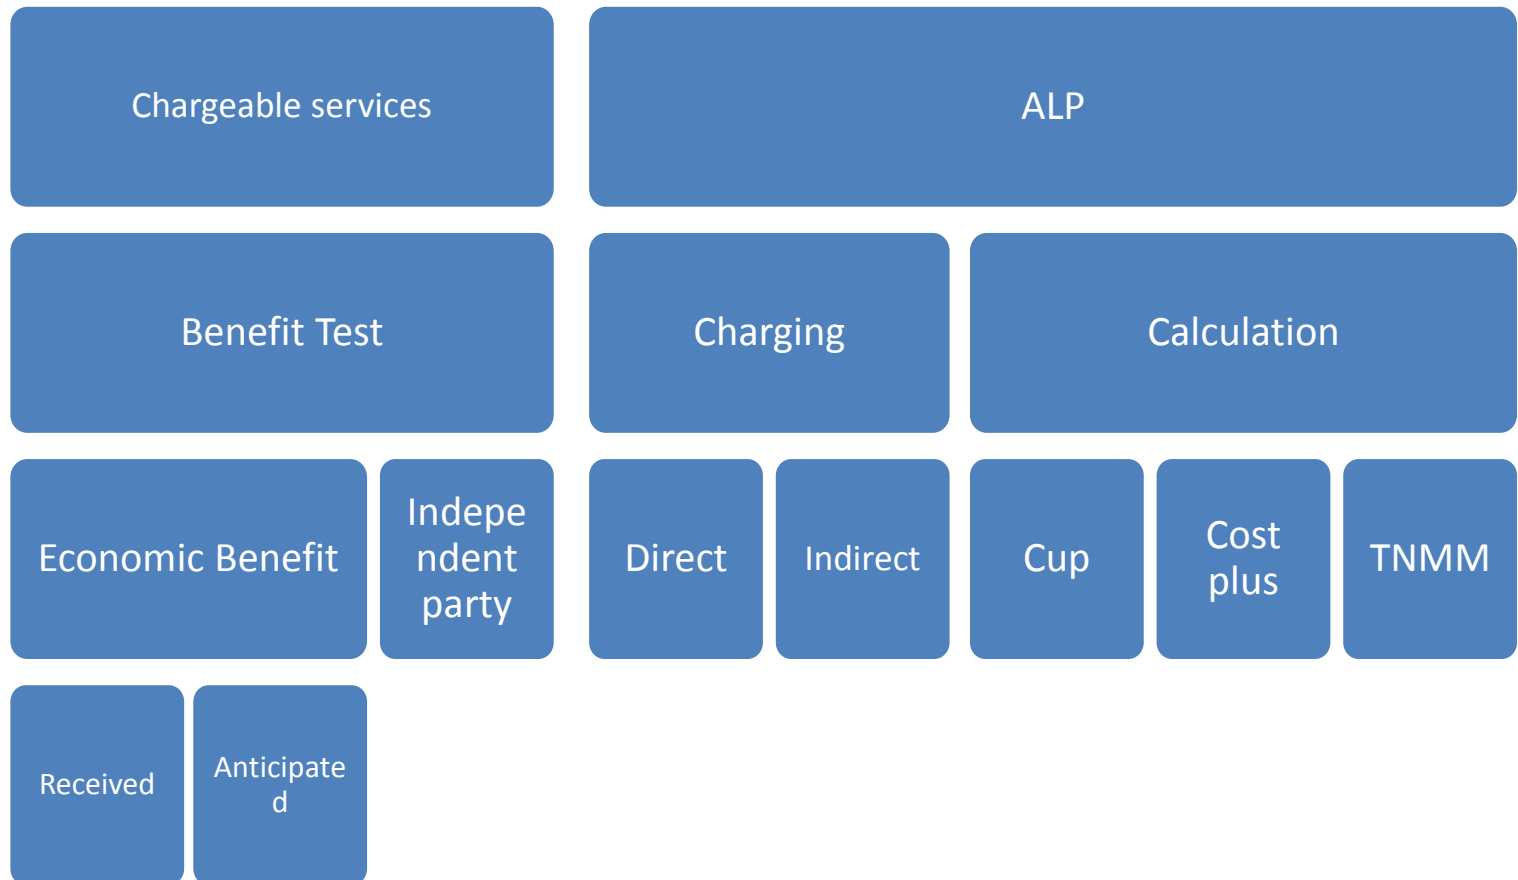 Chargeable services
ALP
Benefit Test
Charging
Calculation
Economic Benefit
Indepe
ndent
party
Direct
Indirect
Cup
Cost
plus
TNMM
Received
Anticipate
d